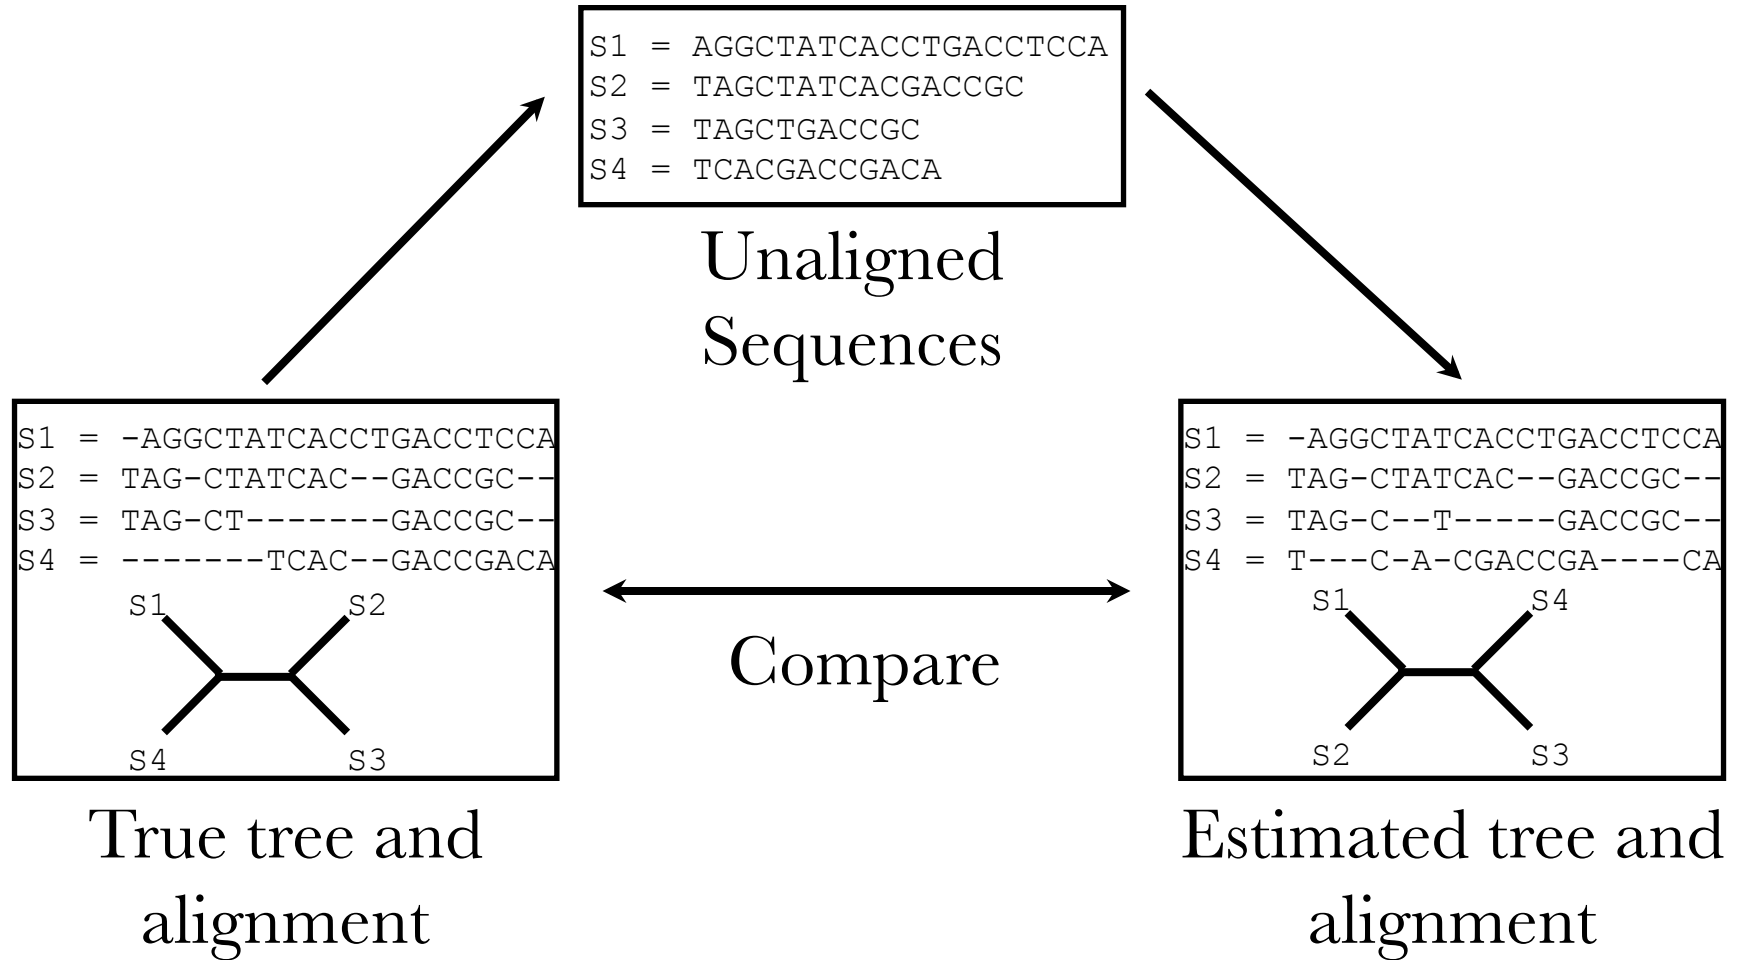 S1 = AGGCTATCACCTGACCTCCA
S2 = TAGCTATCACGACCGC
S3 = TAGCTGACCGC
S4 = TCACGACCGACA
Unaligned
Sequences
S1 = -AGGCTATCACCTGACCTCCA
S2 = TAG-CTATCAC--GACCGC--
S3 = TAG-CT-------GACCGC--
S4 = -------TCAC--GACCGACA
S1 S2
S4 S3
True tree and
alignment
Compare
S1 = -AGGCTATCACCTGACCTCCA
S2 = TAG-CTATCAC--GACCGC--
S3 = TAG-C--T-----GACCGC--
S4 = T---C-A-CGACCGA----CA
S1 S4
S2 S3
Estimated tree and
alignment